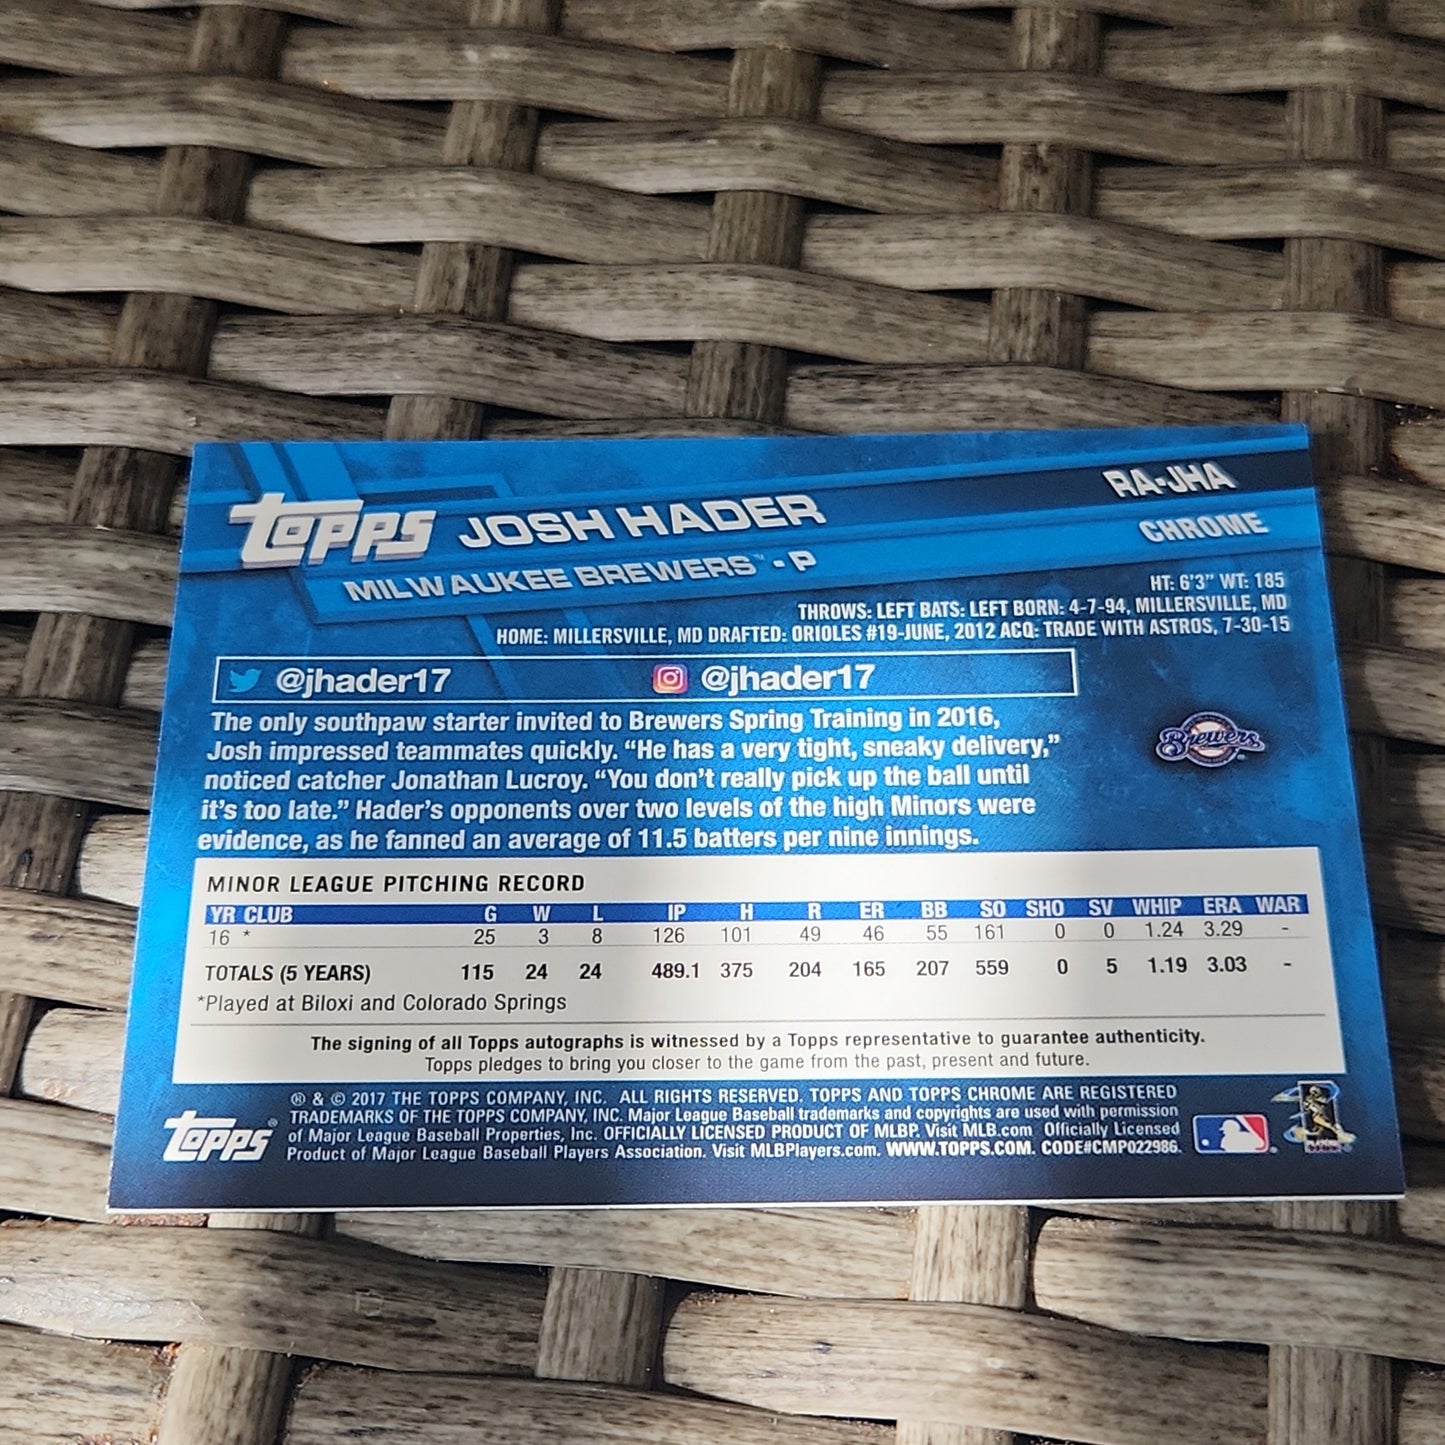 topps JOSH HADER RA-JHA
MILWAUKEE BREWERS™ - P CHROME
HT: 6'3" WT: 185
THROWS: LEFT BATS: LEFT BORN: 4-7-94, MILLERSVILLE, MD
HOME: MILLERSVILLE, MD DRAFTED: ORIOLES #19-JUNE, 2012 ACQ: TRADE WITH ASTROS, 7-30-15
@jhader17 @jhader17
The only southpaw starter invited to Brewers Spring Training in 2016,
Josh impressed teammates quickly. “He has a very tight, sneaky delivery,”
noticed catcher Jonathan Lucroy. “You don’t really pick up the ball until
it’s too late.” Hader’s opponents over two levels of the high Minors were
evidence, as he fanned an average of 11.5 batters per nine innings.
Brewers
MINOR LEAGUE PITCHING RECORD
YR CLUB G W L IP H R ER BB SO SHO SV WHIP ERA WAR
16 * 25 3 8 126 101 49 46 55 161 0 0 1.24 3.29 -
TOTALS (5 YEARS) 115 24 24 489.1 375 204 165 207 559 0 5 1.19 3.03 -
*Played at Biloxi and Colorado Springs
The signing of all Topps autographs is witnessed by a Topps representative to guarantee authenticity.
Topps pledges to bring you closer to the game from the past, present and future.
® & © 2017 THE TOPPS COMPANY, INC. ALL RIGHTS RESERVED. TOPPS AND TOPPS CHROME ARE REGISTERED
TRADEMARKS OF THE TOPPS COMPANY, INC. Major League Baseball trademarks and copyrights are used with permission
of Major League Baseball Properties, Inc. OFFICIALLY LICENSED PRODUCT OF MLBP. Visit MLB.com Officially Licensed
Product of Major League Baseball Players Association. Visit MLBPlayers.com. WWW.TOPPS.COM. CODE#CMP022986.
topps®